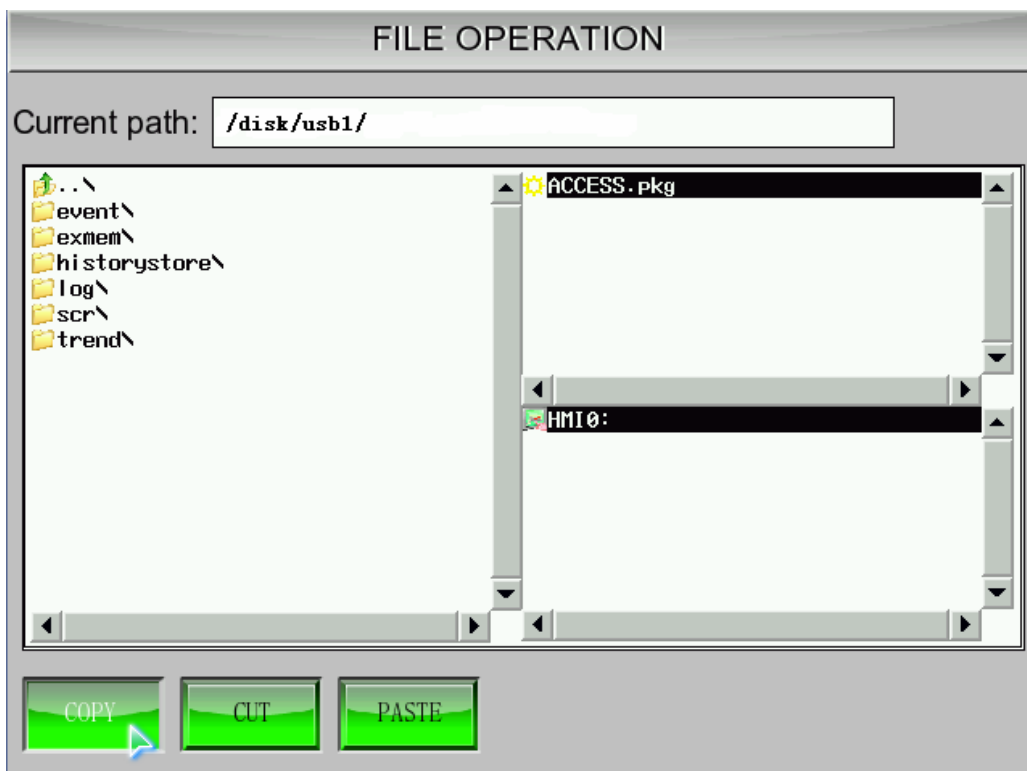 FILE OPERATION
Current path: /disk/usb1/
..\
event\
exmem\
historystore\
log\
scr\
trend\
ACCESS.pkg
HMI0:
COPY
CUT
PASTE